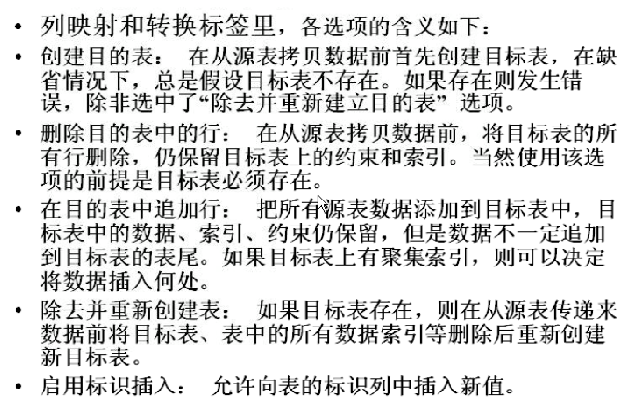 • 列映射和转换标签里，各选项的含义如下：
• 创建目的表： 在从源表拷贝数据前首先创建目标表，在缺
省情况下，总是假设目标表不存在。如果存在则发生错
误，除非选中了“除去并重新建立目的表” 选项。
• 删除目的表中的行： 在从源表拷贝数据前，将目标表的所
有行删除，仍保留目标表上的约束和索引。当然使用该选
项的前提是目标表必须存在。
• 在目的表中追加行： 把所有源表数据添加到目标表中，目
标表中的数据、索引、约束仍保留，但是数据不一定追加
到目标表的表尾。如果目标表上有聚集索引，则可以决定
将数据插入何处。
• 除去并重新创建表： 如果目标表存在，则在从源表传递来
数据前将目标表、表中的所有数据索引等删除后重新创建
新目标表。
• 启用标识插入： 允许向表的标识列中插入新值。